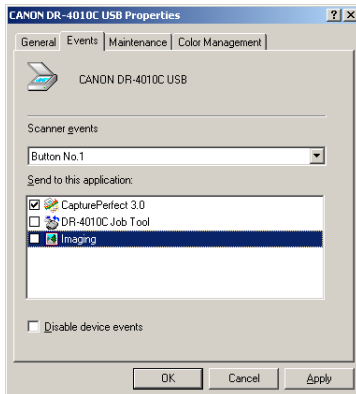 CANON DR-4010C USB Properties
General Events Maintenance Color Management
CANON DR-4010C USB
Scanner events
Button No.1
Send to this application:
CapturePerfect 3.0
DR-4010C Job Tool
Imaging
Disable device events
OK Cancel Apply